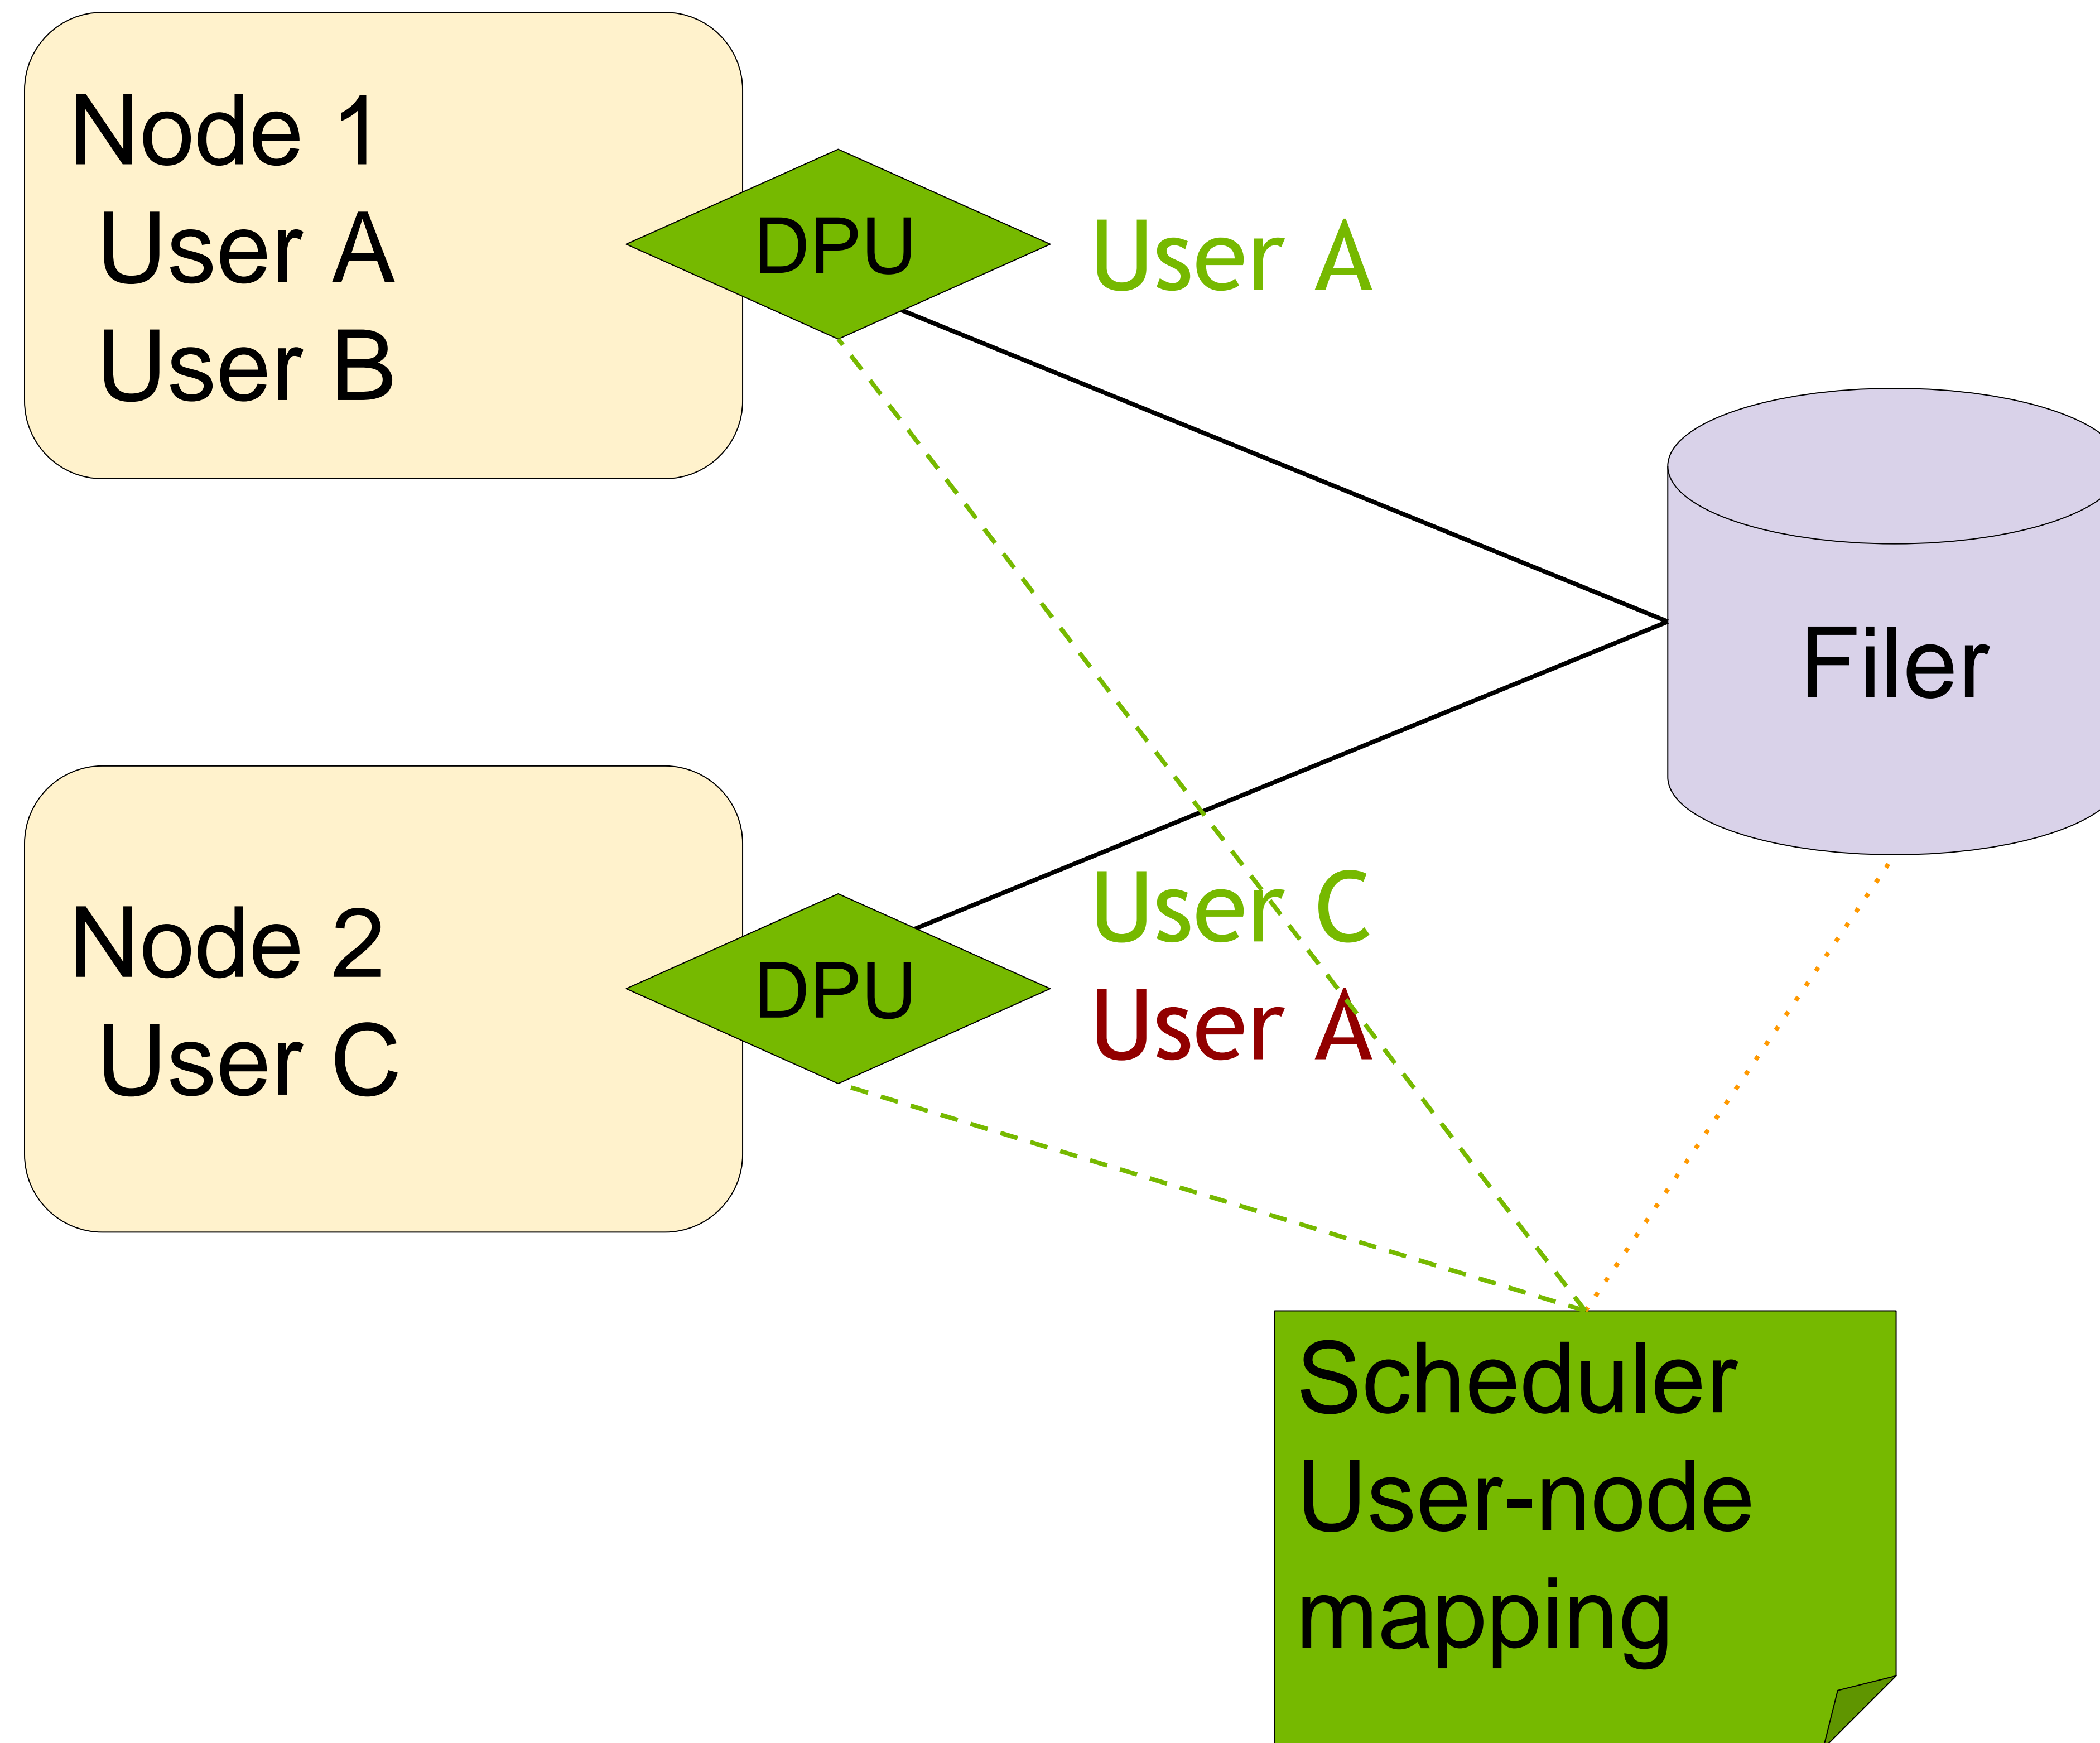 Node 1
User A
User B
DPU
User A
Filer
Node 2
User C
DPU
User C
User A
Scheduler
User-node
mapping